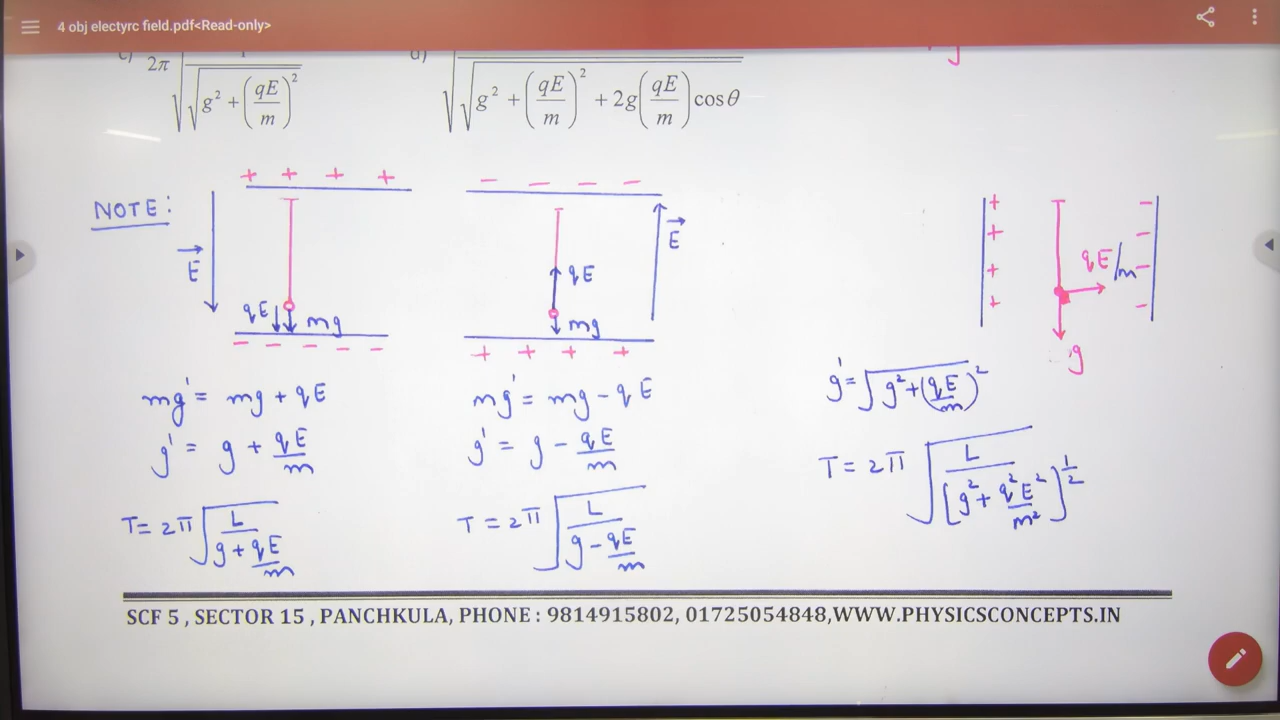 4 obj electyrc field.pdf<Read-only>
2π √(1/√(g² + (qE/m)²))
d) √(/√(g² + (qE/m)² + 2g(qE/m)cosθ))
NOTE:
+ + + +
- - - -
+ + + +
- - - -
E
qE
mg
- - - - -
qE
mg
E
+ + + +
qE/m
g
mg' = mg + qE
g' = g + qE/m
T = 2π √(L/(g + qE/m))
mg' = mg - qE
g' = g - qE/m
T = 2π √(L/(g - qE/m))
g' = √(g² + (qE/m)²)
T = 2π √(L/[g² + q²E²/m²)^1/2)
SCF 5 , SECTOR 15 , PANCHKULA, PHONE : 9814915802, 01725054848,WWW.PHYSICSCONCEPTS.IN